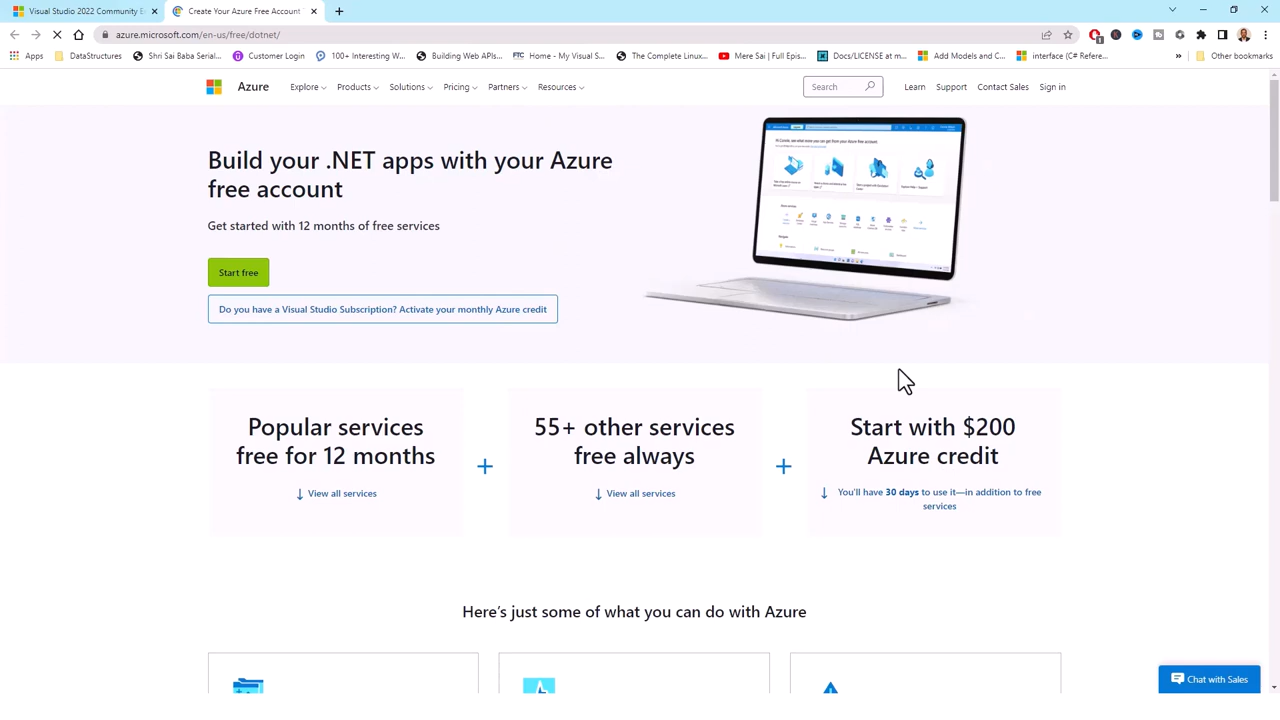 Visual Studio 2022 Community E
Create Your Azure Free Account
azure.microsoft.com/en-us/free/dotnet/
1
Apps
DataStructures
Shri Sai Baba Serial...
Customer Login
100+ Interesting W...
Building Web APIs...
FTC
Home - My Visual S...
The Complete Linux...
Mere Sai | Full Epis...
Docs/LICENSE at m...
Add Models and C...
interface (C# Refere...
»
Other bookmarks
Azure
Explore
Products
Solutions
Pricing
Partners
Resources
Search
Learn
Support
Contact Sales
Sign in
Build your .NET apps with your Azure
free account
Get started with 12 months of free services
Start free
Do you have a Visual Studio Subscription? Activate your monthly Azure credit
Popular services
free for 12 months
View all services
+
55+ other services
free always
View all services
+
Start with $200
Azure credit
You'll have 30 days to use it—in addition to free
services
Here's just some of what you can do with Azure
Chat with Sales